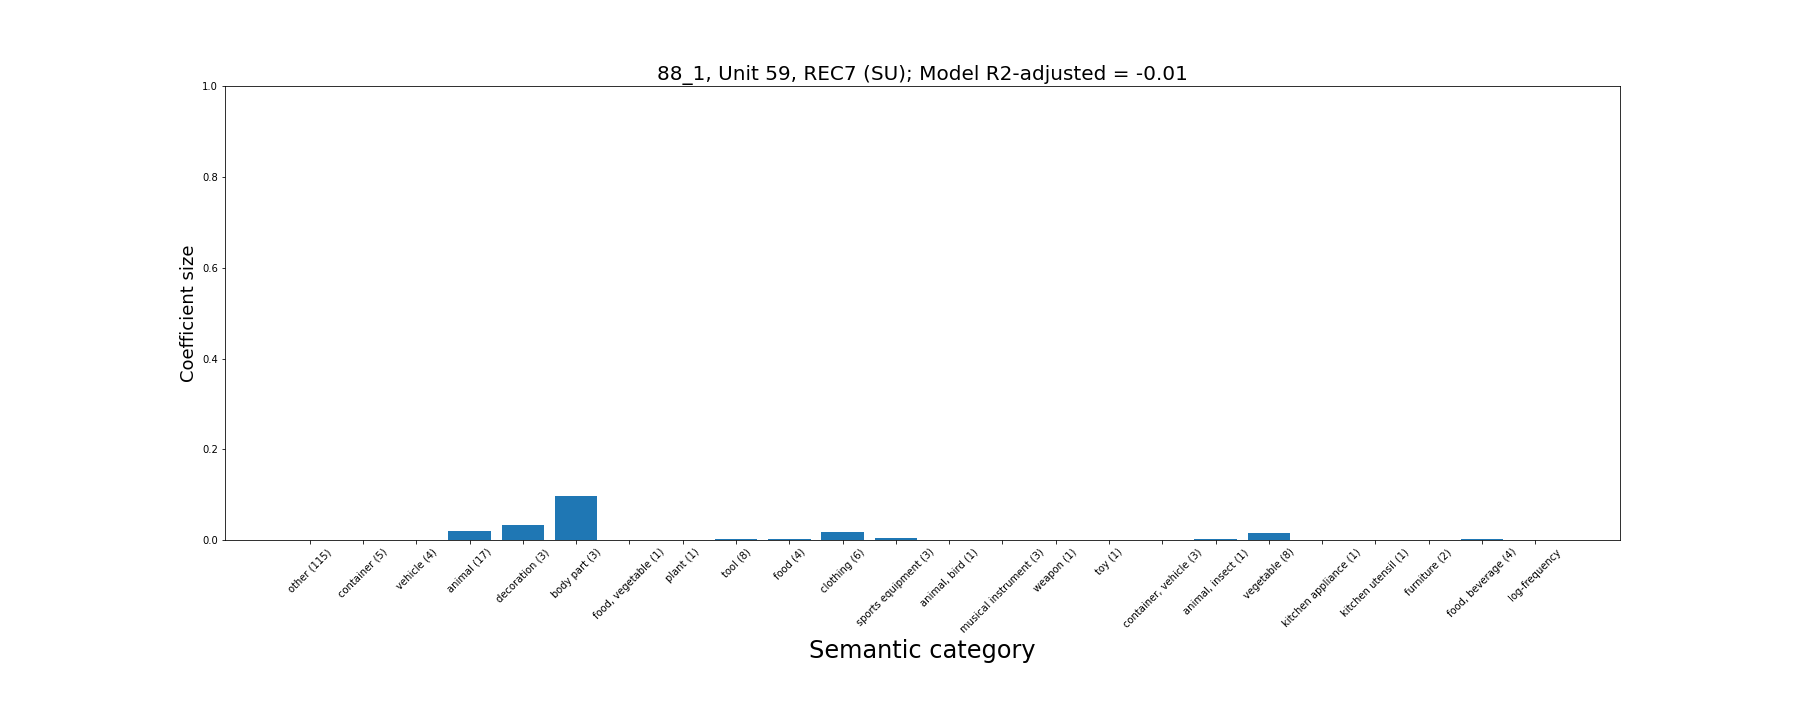 88_1, Unit 59, REC7 (SU); Model R2-adjusted = -0.01
1.0
0.8
0.6
0.4
0.2
0.0
Coefficient size
other (115)
container (5)
vehicle (4)
animal (17)
decoration (3)
body part (3)
food, vegetable (1)
plant (1)
tool (8)
food (4)
clothing (6)
sports equipment (3)
animal, bird (1)
musical instrument (3)
weapon (1)
toy (1)
container, vehicle (3)
animal, insect (1)
vegetable (8)
kitchen appliance (1)
kitchen utensil (1)
furniture (2)
food, beverage (4)
log-frequency
Semantic category